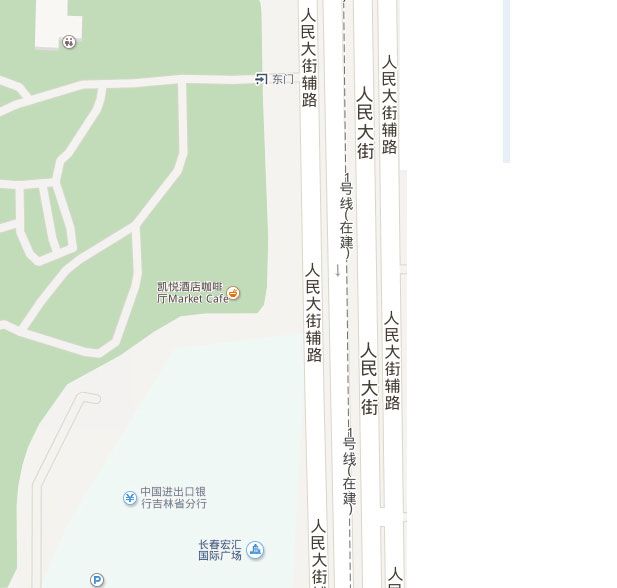 人民大街辅路
人民大街辅路
东门
人民大街
1号线(在建)
凯悦酒店咖啡
厅Market Cafe
人民大街辅路
人民大街辅路
人民大街
1号线(在建)
中国进出口银
行吉林省分行
长春宏汇
国际广场
人民大街
人
P